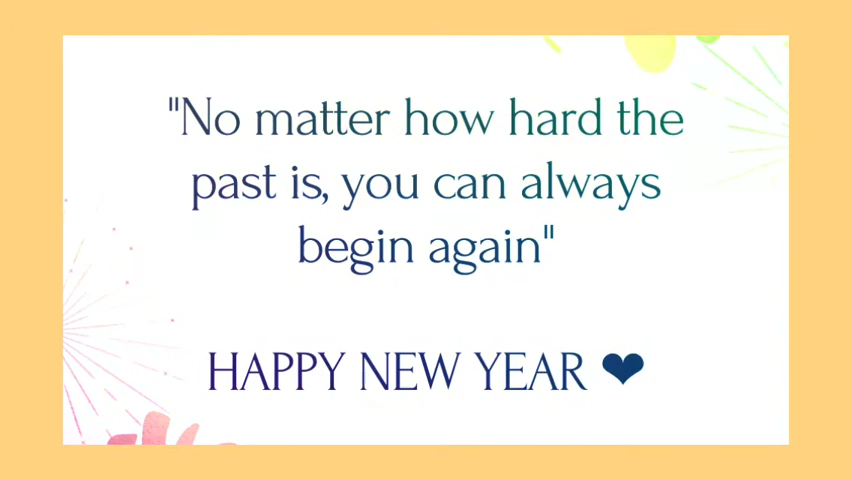 "No matter how hard the
past is, you can always
begin again"
HAPPY NEW YEAR ❤